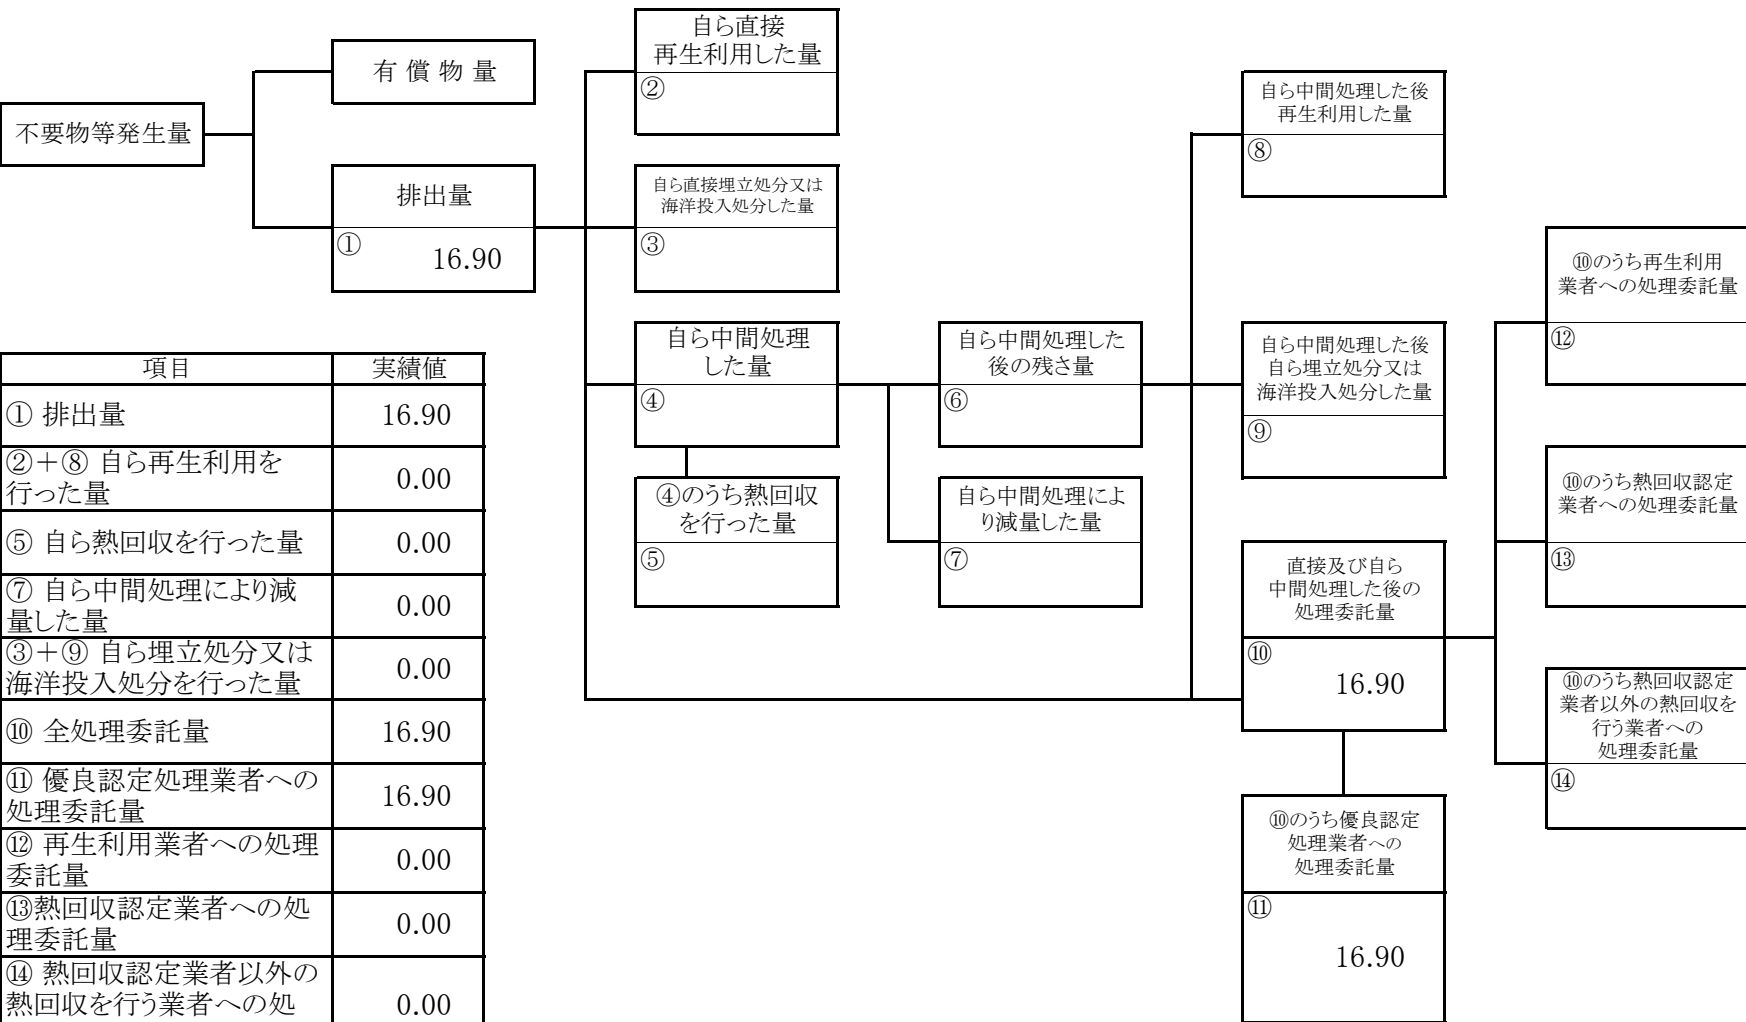 不要物等発生量
有 償 物 量
排出量
① 16.90
自ら直接
再生利用した量
②
自ら直接埋立処分又は
海洋投入処分した量
③
自ら中間処理
した量
④
④のうち熱回収
を行った量
⑤
自ら中間処理した
後の残さ量
⑥
自ら中間処理によ
り減量した量
⑦
自ら中間処理した後
再生利用した量
⑧
自ら中間処理した後
自ら埋立処分又は
海洋投入処分した量
⑨
直接及び自ら
中間処理した後の
処理委託量
⑩
16.90
⑩のうち優良認定
処理業者への
処理委託量
⑪
16.90
⑩のうち再生利用
業者への処理委託量
⑫
⑩のうち熱回収認定
業者への処理委託量
⑬
⑩のうち熱回収認定
業者以外の熱回収を
行う業者への
処理委託量
⑭
項目 実績値
① 排出量 16.90
②＋⑧ 自ら再生利用を
行った量 0.00
⑤ 自ら熱回収を行った量 0.00
⑦ 自ら中間処理により減
量した量 0.00
③＋⑨ 自ら埋立処分又は
海洋投入処分を行った量 0.00
⑩ 全処理委託量 16.90
⑪ 優良認定処理業者への
処理委託量 16.90
⑫ 再生利用業者への処理
委託量 0.00
⑬熱回収認定業者への処
理委託量 0.00
⑭ 熱回収認定業者以外の
熱回収を行う業者への処 0.00